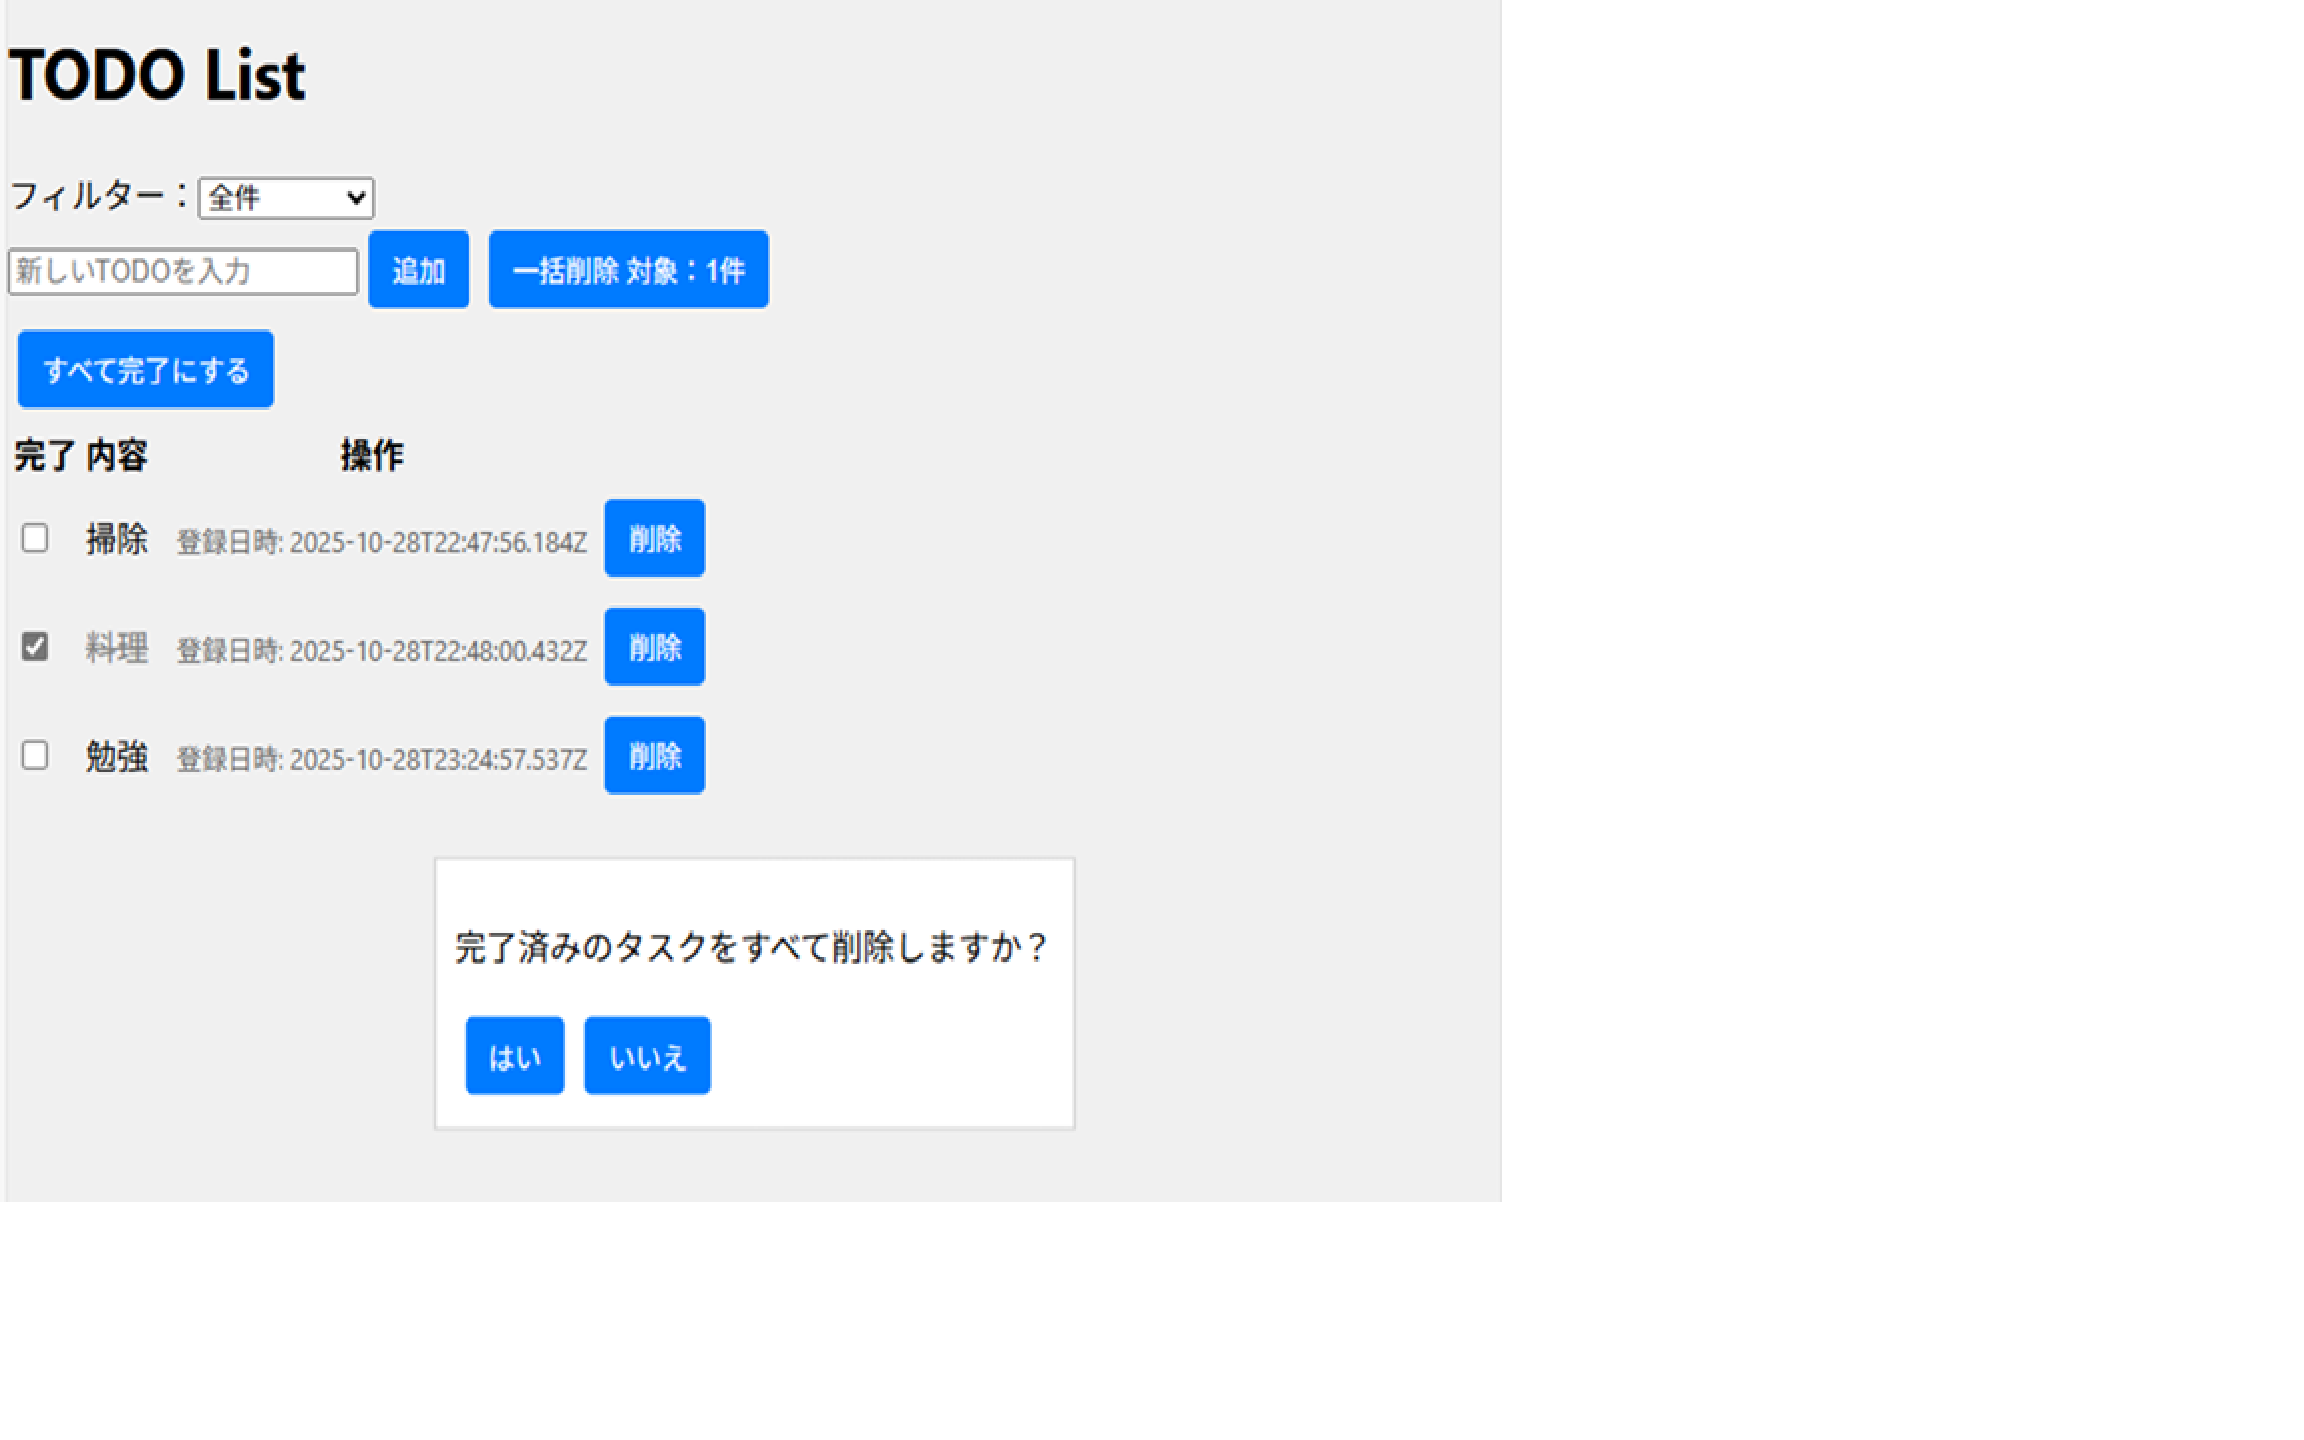 TODO List
フィルター：全件
新しいTODOを入力 追加 一括削除 対象：1件
すべて完了にする
完了 内容 操作
掃除 登録日時: 2025-10-28T22:47:56.184Z 削除
料理 登録日時: 2025-10-28T22:48:00.432Z 削除
勉強 登録日時: 2025-10-28T23:24:57.537Z 削除
完了済みのタスクをすべて削除しますか？
はい いいえ